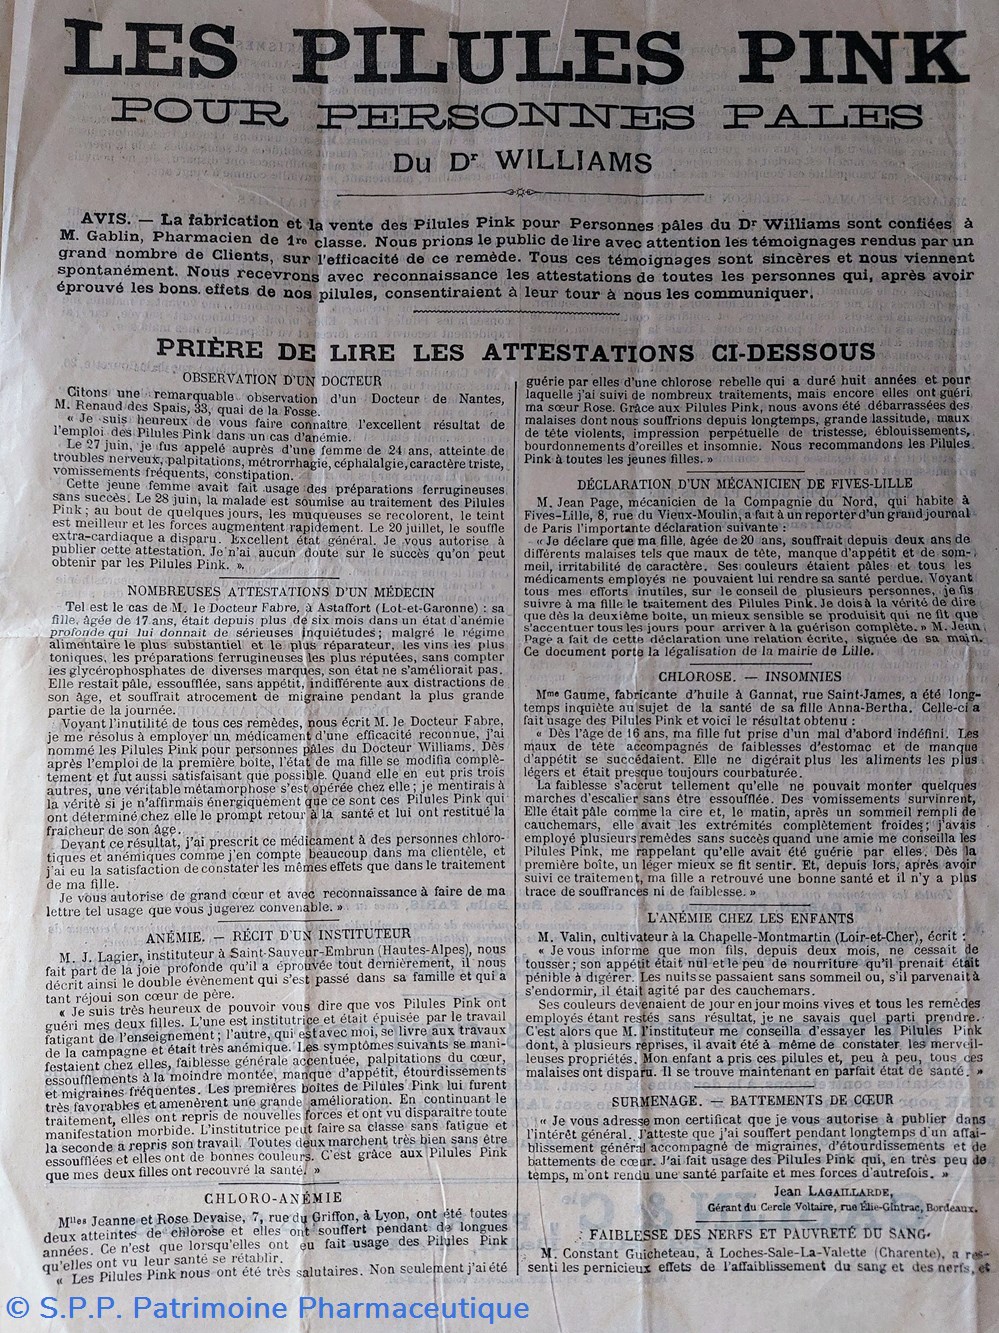 LES PILULES PINK
POUR PERSONNES PALES
Du Dr WILLIAMS
AVIS. — La fabrication et la vente des Pilules Pink pour Personnes pâles du Dr Williams sont confiées à
M. Gablin, Pharmacien de 1re classe. Nous prions le public de lire avec attention les témoignages rendus par un
grand nombre de Clients, sur l'efficacité de ce remède. Tous ces témoignages sont sincères et nous viennent
spontanément. Nous recevrons avec reconnaissance les attestations de toutes les personnes qui, après avoir
éprouvé les bons effets de nos pilules, consentiraient à leur tour à nous les communiquer.
PRIÈRE DE LIRE LES ATTESTATIONS CI-DESSOUS
OBSERVATION D'UN DOCTEUR
Citons une remarquable observation d'un Docteur de Nantes,
M. Renaud des Spais, 33, quai de la Fosse.
« Je suis heureux de vous faire connaître l'excellent résultat de
l'emploi des Pilules Pink dans un cas d'anémie.
Le 27 juin, je fus appelé auprès d'une femme de 24 ans, atteinte de
troubles nerveux, palpitations, métrorrhagie, céphalalgie, caractère triste,
vomissements fréquents, constipation.
Cette jeune femme avait fait usage des préparations ferrugineuses
sans succès. Le 28 juin, la malade est soumise au traitement des Pilules
Pink ; au bout de quelques jours, les muqueuses se recolorent, le teint
est meilleur et les forces augmentent rapidement. Le 20 juillet, le souffle
extra-cardiaque a disparu. Excellent état général. Je vous autorise à
publier cette attestation. Je n'ai aucun doute sur le succès qu'on peut
obtenir par les Pilules Pink. ».
NOMBREUSES ATTESTATIONS D'UN MÉDECIN
Tel est le cas de M. le Docteur Fabre, à Astaffort (Lot-et-Garonne) : sa
fille, âgée de 17 ans, était depuis plus de six mois dans un état d'anémie
profonde qui lui donnait de sérieuses inquiétudes ; malgré le régime
alimentaire le plus substantiel et le plus réparateur, les vins les plus
toniques, les préparations ferrugineuses les plus réputées, sans compter
les glycérophosphates de diverses marques, son état ne s'améliorait pas.
Elle restait pâle, essoufflée, sans appétit, indifférente aux distractions de
son âge, et souffrait atrocement de migraine pendant la plus grande
partie de la journée.
Voyant l'inutilité de tous ces remèdes, nous écrit M. le Docteur Fabre,
je me résolus à employer un médicament d'une efficacité reconnue, j'ai
nommé les Pilules Pink pour personnes pâles du Docteur Williams. Dès
après l'emploi de la première boîte, l'état de ma fille se modifia complè-
tement et fut aussi satisfaisant que possible. Quand elle en eut pris trois
autres, une véritable métamorphose s'est opérée chez elle ; je mentirais à
la vérité si je n'affirmais énergiquement que ce sont ces Pilules Pink qui
ont déterminé chez elle le prompt retour à la santé et lui ont restitué la
fraîcheur de son âge.
Devant ce résultat, j'ai prescrit ce médicament à des personnes chloro-
tiques et anémiques comme j'en compte beaucoup dans ma clientèle, et
j'ai eu la satisfaction de constater les mêmes effets que dans le traitement
de ma fille.
Je vous autorise de grand cœur et avec reconnaissance à faire de ma
lettre tel usage que vous jugerez convenable. »
ANÉMIE. — RÉCIT D'UN INSTITUTEUR
M. J. Lagier, instituteur à Saint-Sauveur-Embrun (Hautes-Alpes), nous
fait part de la joie profonde qu'il a éprouvée tout dernièrement, il nous
décrit ainsi le double évènement qui s'est passé dans sa famille et qui a
tant réjoui son cœur de père.
« Je suis très heureux de pouvoir vous dire que vos Pilules Pink ont
guéri mes deux filles. L'une est institutrice et était épuisée par le travail
fatigant de l'enseignement ; l'autre, qui est avec moi, se livre aux travaux
de la campagne et était très anémique. Les symptômes suivants se mani-
festaient chez elles, faiblesse générale accentuée, palpitations du cœur,
essoufflements à la moindre montée, manque d'appétit, étourdissements
et migraines fréquentes. Les premières boîtes de Pilules Pink lui furent
très favorables et amenèrent une grande amélioration. En continuant le
traitement, elles ont repris de nouvelles forces et ont vu disparaître toute
manifestation morbide. L'institutrice peut faire sa classe sans fatigue et
la seconde a repris son travail. Toutes deux marchent très bien sans être
essoufflées et elles ont de bonnes couleurs. C'est grâce aux Pilules Pink
que mes deux filles ont recouvré la santé. »
CHLORO-ANÉMIE
Mlles Jeanne et Rose Devaise, 7, rue du Griffon, à Lyon, ont été toutes
deux atteintes de chlorose et elles ont souffert pendant de longues
années. Ce n'est que lorsqu'elles ont eu fait usage des Pilules Pink
qu'elles ont vu leur santé se rétablir.
« Les Pilules Pink nous ont été très salutaires. Non seulement j'ai été
guérie par elles d'une chlorose rebelle qui a duré huit années et pour
laquelle j'ai suivi de nombreux traitements, mais encore elles ont guéri
ma sœur Rose. Grâce aux Pilules Pink, nous avons été débarrassées des
malaises dont nous souffrions depuis longtemps, grande lassitude, maux
de tête violents, impression perpétuelle de tristesse, éblouissements,
bourdonnements d'oreilles et insomnie. Nous recommandons les Pilules
Pink à toutes les jeunes filles. »
DÉCLARATION D'UN MÉCANICIEN DE FIVES-LILLE
M. Jean Page, mécanicien de la Compagnie du Nord, qui habite à
Fives-Lille, 8, rue du Vieux-Moulin, a fait à un reporter d'un grand journal
de Paris l'importante déclaration suivante :
« Je déclare que ma fille, âgée de 20 ans, souffrait depuis deux ans de
différents malaises tels que maux de tête, manque d'appétit et de som-
meil, irritabilité de caractère. Ses couleurs étaient pâles et tous les
médicaments employés ne pouvaient lui rendre sa santé perdue. Voyant
tous mes efforts inutiles, sur le conseil de plusieurs personnes, je fis
suivre à ma fille le traitement des Pilules Pink. Je dois à la vérité de dire
que dès la deuxième boîte, un mieux sensible se produisit qui ne fit que
s'accentuer tous les jours pour arriver à la guérison complète. » M. Jean
Page a fait de cette déclaration une relation écrite, signée de sa main.
Ce document porte la légalisation de la mairie de Lille.
CHLOROSE. — INSOMNIES
Mme Gaume, fabricante d'huile à Gannat, rue Saint-James, a été long-
temps inquiète au sujet de la santé de sa fille Anna-Bertha. Celle-ci a
fait usage des Pilules Pink et voici le résultat obtenu :
« Dès l'âge de 16 ans, ma fille fut prise d'un mal d'abord indéfini. Les
maux de tête accompagnés de faiblesses d'estomac et de manque
d'appétit se succédaient. Elle ne digérait plus les aliments les plus
légers et était presque toujours courbaturée.
La faiblesse s'accrut tellement qu'elle ne pouvait monter quelques
marches d'escalier sans être essoufflée. Des vomissements survinrent,
Elle était pâle comme la cire et, le matin, après un sommeil rempli de
cauchemars, elle avait les extrémités complètement froides ; j'avais
employé plusieurs remèdes sans succès quand une amie me conseilla les
Pilules Pink, me rappelant qu'elle avait été guérie par elles. Dès la
première boîte, un léger mieux se fit sentir. Et, depuis lors, après avoir
suivi ce traitement, ma fille a retrouvé une bonne santé et il n'y a plus
trace de souffrances ni de faiblesse. »
L'ANÉMIE CHEZ LES ENFANTS
M. Valin, cultivateur à la Chapelle-Montmartin (Loir-et-Cher), écrit :
« Je vous informe que mon fils, depuis deux mois, ne cessait de
tousser ; son appétit était nul et le peu de nourriture qu'il prenait était
pénible à digérer. Les nuits se passaient sans sommeil ou, s'il parvenait à
s'endormir, il était agité par des cauchemars.
Ses couleurs devenaient de jour en jour moins vives et tous les remèdes
employés étant restés sans résultat, je ne savais quel parti prendre.
C'est alors que M. l'instituteur me conseilla d'essayer les Pilules Pink
dont, à plusieurs reprises, il avait été à même de constater les merveil-
leuses propriétés. Mon enfant a pris ces pilules et, peu à peu, tous ces
malaises ont disparu. Il se trouve maintenant en parfait état de santé. »
SURMENAGE. — BATTEMENTS DE CŒUR
« Je vous adresse mon certificat que je vous autorise à publier dans
l'intérêt général. J'atteste que j'ai souffert pendant longtemps d'un affai-
blissement général accompagné de migraines, d'étourdissements et de
battements de cœur. J'ai fait usage des Pilules Pink qui, en très peu de
temps, m'ont rendu une santé parfaite et mes forces d'autrefois. »
Jean LAGAILLARDE,
Gérant du Cercle Voltaire, rue Élie-Gintrac, Bordeaux.
FAIBLESSE DES NERFS ET PAUVRETÉ DU SANG.
M. Constant Guicheteau, à Loches-Sale-La-Valette (Charente), a res-
senti les pernicieux effets de l'affaiblissement du sang et des nerfs, et
© S.P.P. Patrimoine Pharmaceutique